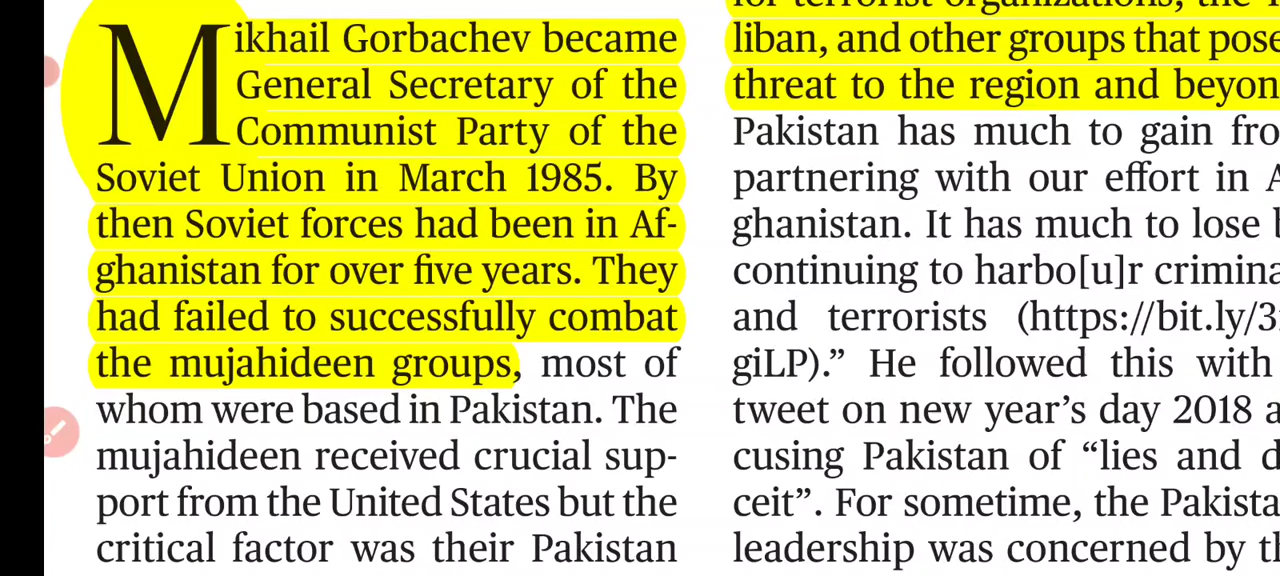 Mikhail Gorbachev became
General Secretary of the
Communist Party of the
Soviet Union in March 1985. By
then Soviet forces had been in Af-
ghanistan for over five years. They
had failed to successfully combat
the mujahideen groups, most of
whom were based in Pakistan. The
mujahideen received crucial sup-
port from the United States but the
critical factor was their Pakistan
for terrorist organizations, the
liban, and other groups that pose
threat to the region and beyon
Pakistan has much to gain fro
partnering with our effort in A
ghanistan. It has much to lose
continuing to harbo[u]r crimina
and terrorists (https://bit.ly/3
giLP).” He followed this with
tweet on new year’s day 2018 a
cusing Pakistan of “lies and d
ceit”. For sometime, the Pakista
leadership was concerned by th